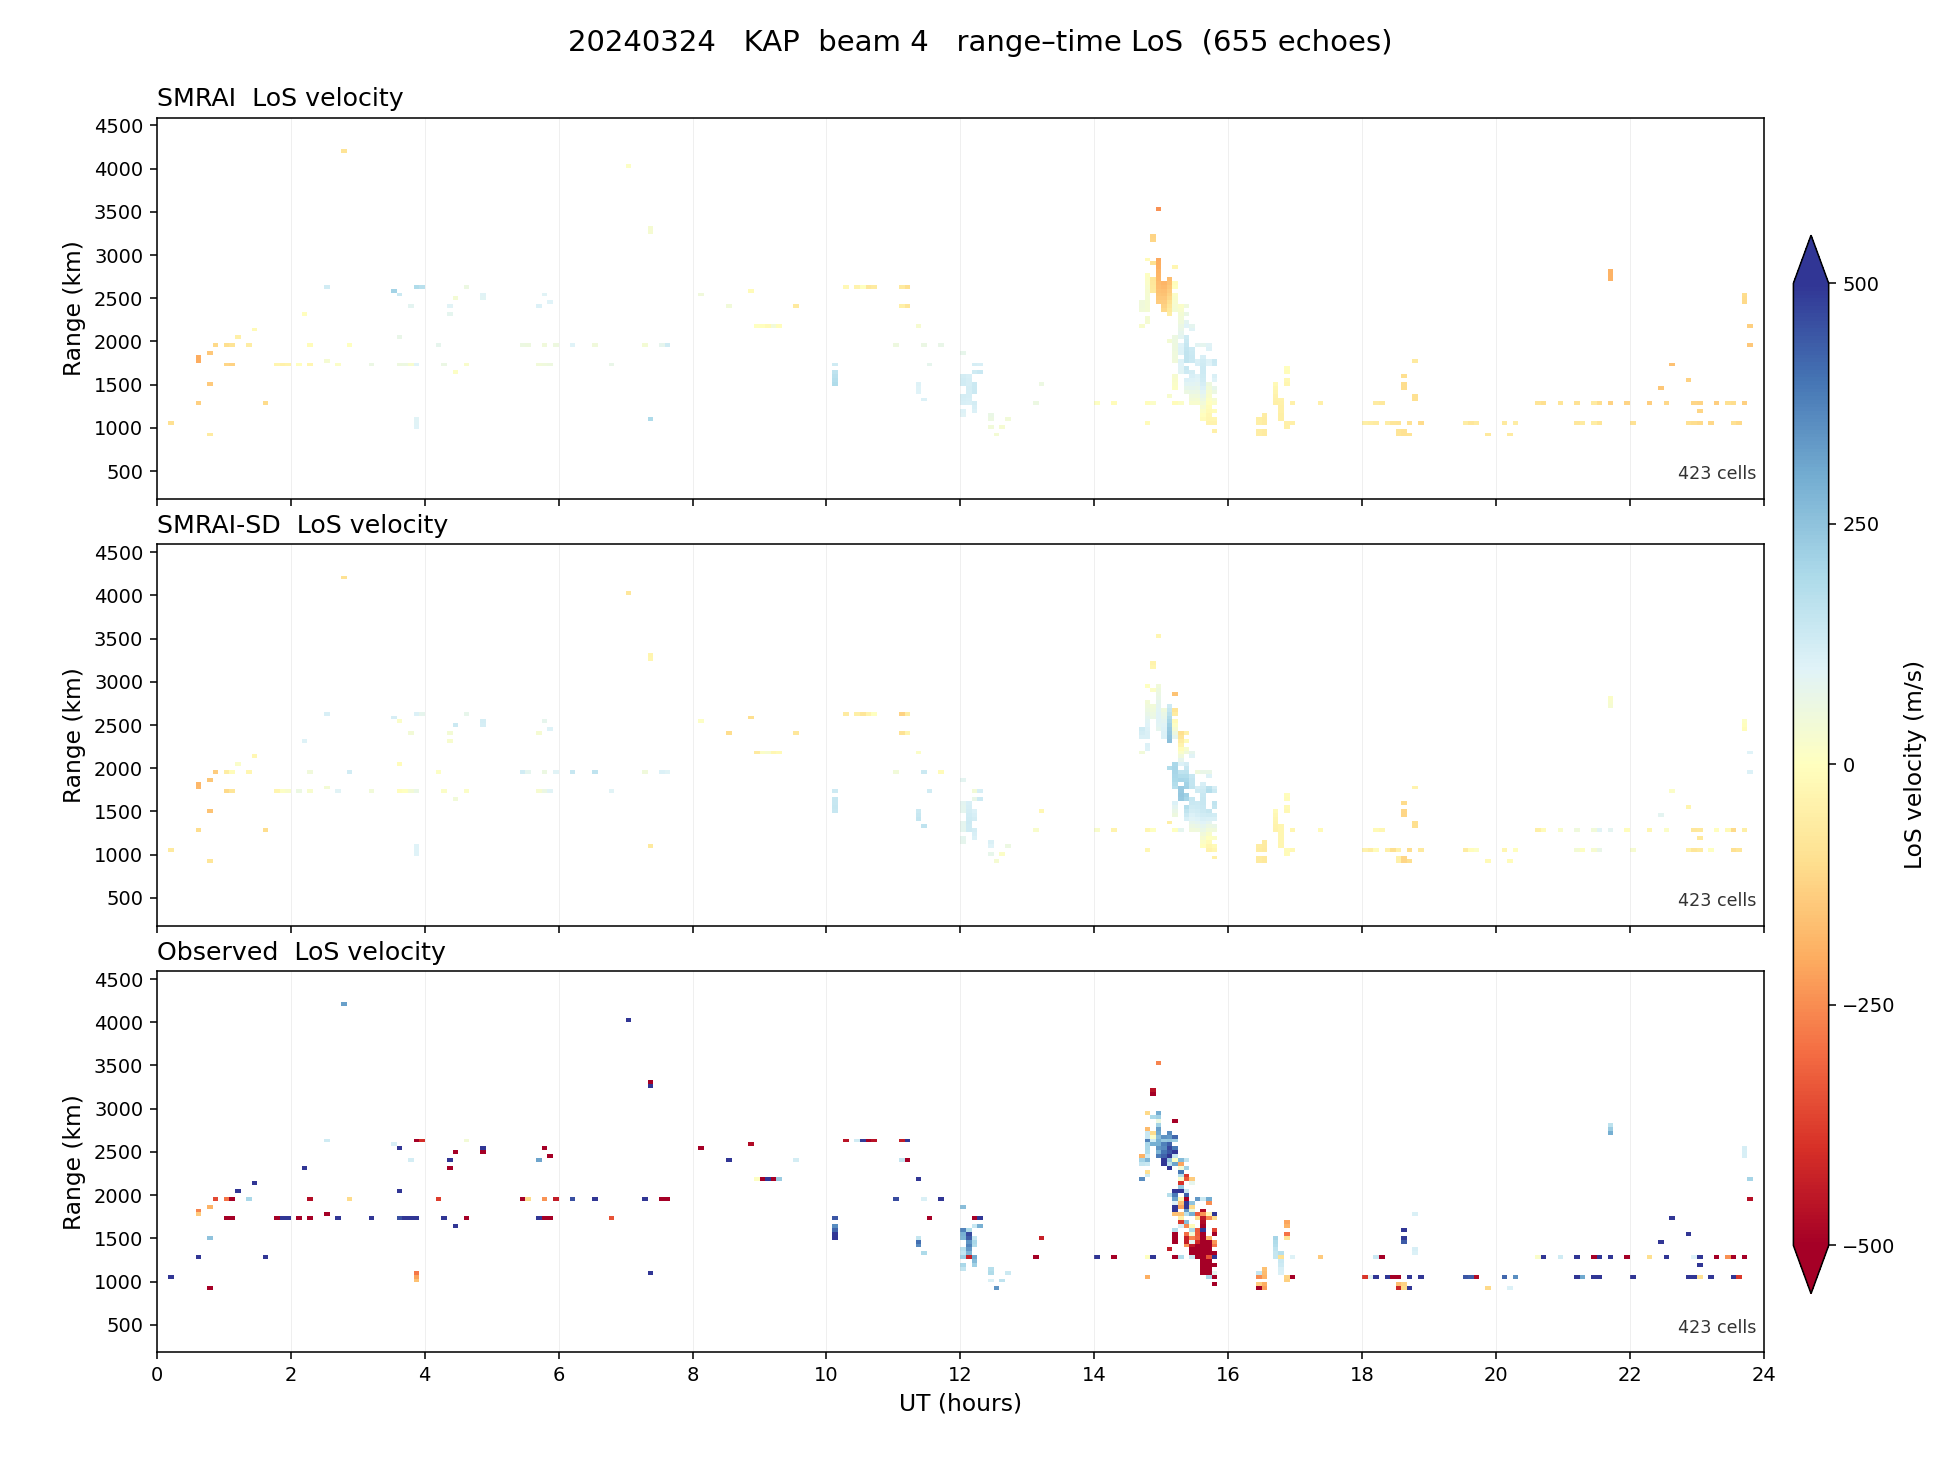 20240324   KAP  beam 4   range–time LoS  (655 echoes)
SMRAI  LoS velocity
4500
4000
3500
3000
2500
2000
1500
1000
500
Range (km)
423 cells
SMRAI-SD  LoS velocity
4500
4000
3500
3000
2500
2000
1500
1000
500
Range (km)
423 cells
Observed  LoS velocity
4500
4000
3500
3000
2500
2000
1500
1000
500
Range (km)
423 cells
0 2 4 6 8 10 12 14 16 18 20 22 24
UT (hours)
500
250
0
−250
−500
LoS velocity (m/s)